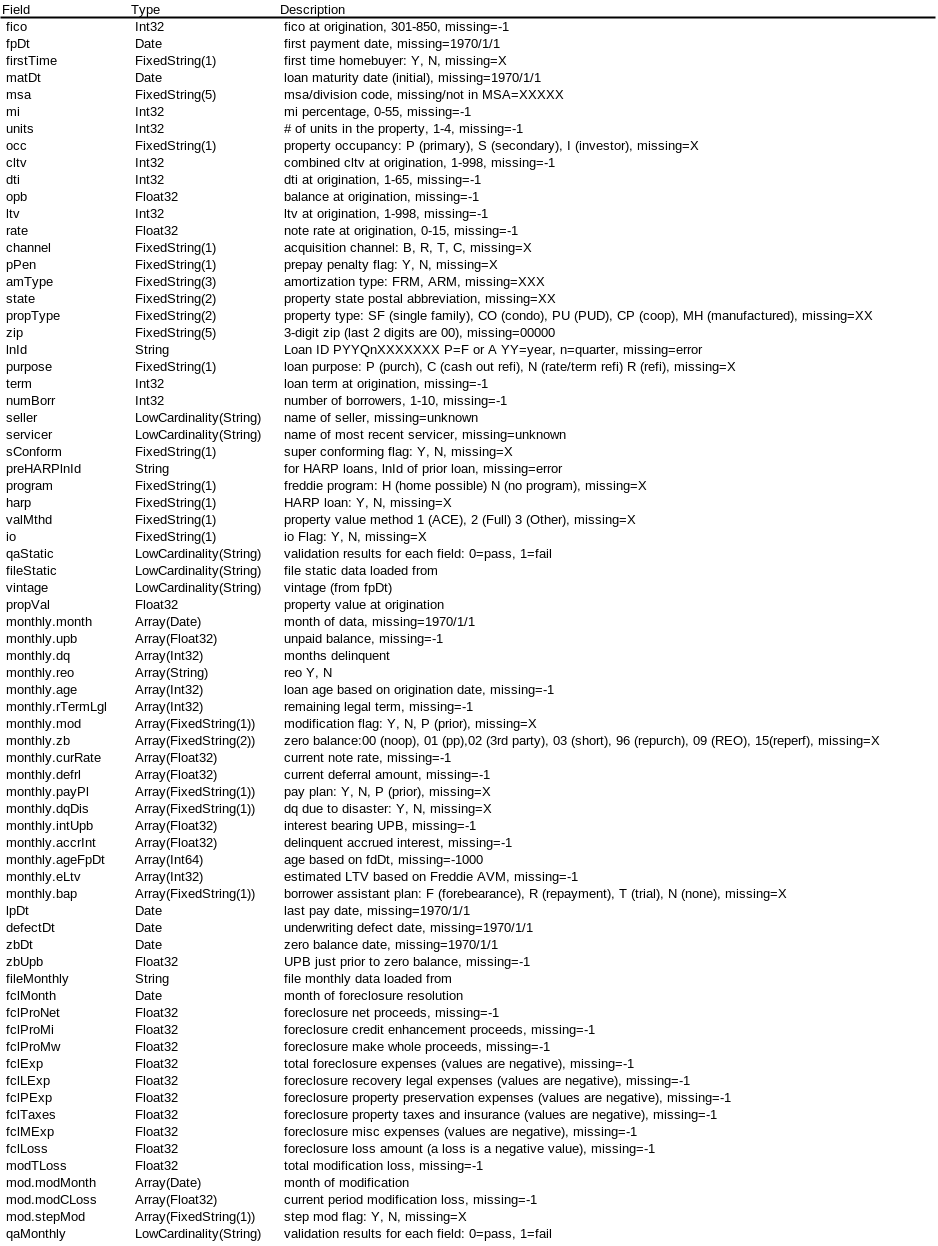 Field Type Description
fico Int32 fico at origination, 301-850, missing=-1
fpDt Date first payment date, missing=1970/1/1
firstTime FixedString(1) first time homebuyer: Y, N, missing=X
matDt Date loan maturity date (initial), missing=1970/1/1
msa FixedString(5) msa/division code, missing/not in MSA=XXXXX
mi Int32 mi percentage, 0-55, missing=-1
units Int32 # of units in the property, 1-4, missing=-1
occ FixedString(1) property occupancy: P (primary), S (secondary), I (investor), missing=X
cltv Int32 combined cltv at origination, 1-998, missing=-1
dti Int32 dti at origination, 1-65, missing=-1
opb Float32 balance at origination, missing=-1
ltv Int32 ltv at origination, 1-998, missing=-1
rate Float32 note rate at origination, 0-15, missing=-1
channel FixedString(1) acquisition channel: B, R, T, C, missing=X
pPen FixedString(1) prepay penalty flag: Y, N, missing=X
amType FixedString(3) amortization type: FRM, ARM, missing=XXX
state FixedString(2) property state postal abbreviation, missing=XX
propType FixedString(2) property type: SF (single family), CO (condo), PU (PUD), CP (coop), MH (manufactured), missing=XX
zip FixedString(5) 3-digit zip (last 2 digits are 00), missing=00000
lnId String Loan ID PYYQnXXXXXXX P=F or A YY=year, n=quarter, missing=error
purpose FixedString(1) loan purpose: P (purch), C (cash out refi), N (rate/term refi) R (refi), missing=X
term Int32 loan term at origination, missing=-1
numBorr Int32 number of borrowers, 1-10, missing=-1
seller LowCardinality(String) name of seller, missing=unknown
servicer LowCardinality(String) name of most recent servicer, missing=unknown
sConform FixedString(1) super conforming flag: Y, N, missing=X
preHARPlnId String for HARP loans, lnId of prior loan, missing=error
program FixedString(1) freddie program: H (home possible) N (no program), missing=X
harp FixedString(1) HARP loan: Y, N, missing=X
valMthd FixedString(1) property value method 1 (ACE), 2 (Full) 3 (Other), missing=X
io FixedString(1) io Flag: Y, N, missing=X
qaStatic LowCardinality(String) validation results for each field: 0=pass, 1=fail
fileStatic LowCardinality(String) file static data loaded from
vintage LowCardinality(String) vintage (from fpDt)
propVal Float32 property value at origination
monthly.month Array(Date) month of data, missing=1970/1/1
monthly.upb Array(Float32) unpaid balance, missing=-1
monthly.dq Array(Int32) months delinquent
monthly.reo Array(String) reo Y, N
monthly.age Array(Int32) loan age based on origination date, missing=-1
monthly.rTermLgl Array(Int32) remaining legal term, missing=-1
monthly.mod Array(FixedString(1)) modification flag: Y, N, P (prior), missing=X
monthly.zb Array(FixedString(2)) zero balance:00 (noop), 01 (pp),02 (3rd party), 03 (short), 96 (repurch), 09 (REO), 15(reperf), missing=X
monthly.curRate Array(Float32) current note rate, missing=-1
monthly.defrl Array(Float32) current deferral amount, missing=-1
monthly.payPl Array(FixedString(1)) pay plan: Y, N, P (prior), missing=X
monthly.dqDis Array(FixedString(1)) dq due to disaster: Y, N, missing=X
monthly.intUpb Array(Float32) interest bearing UPB, missing=-1
monthly.accrInt Array(Float32) delinquent accrued interest, missing=-1
monthly.ageFpDt Array(Int64) age based on fdDt, missing=-1000
monthly.eLtv Array(Int32) estimated LTV based on Freddie AVM, missing=-1
monthly.bap Array(FixedString(1)) borrower assistant plan: F (forebearance), R (repayment), T (trial), N (none), missing=X
lpDt Date last pay date, missing=1970/1/1
defectDt Date underwriting defect date, missing=1970/1/1
zbDt Date zero balance date, missing=1970/1/1
zbUpb Float32 UPB just prior to zero balance, missing=-1
fileMonthly String file monthly data loaded from
fclMonth Date month of foreclosure resolution
fclProNet Float32 foreclosure net proceeds, missing=-1
fclProMi Float32 foreclosure credit enhancement proceeds, missing=-1
fclProMw Float32 foreclosure make whole proceeds, missing=-1
fclExp Float32 total foreclosure expenses (values are negative), missing=-1
fclLExp Float32 foreclosure recovery legal expenses (values are negative), missing=-1
fclPExp Float32 foreclosure property preservation expenses (values are negative), missing=-1
fclTaxes Float32 foreclosure property taxes and insurance (values are negative), missing=-1
fclMExp Float32 foreclosure misc expenses (values are negative), missing=-1
fclLoss Float32 foreclosure loss amount (a loss is a negative value), missing=-1
modTLoss Float32 total modification loss, missing=-1
mod.modMonth Array(Date) month of modification
mod.modCLoss Array(Float32) current period modification loss, missing=-1
mod.stepMod Array(FixedString(1)) step mod flag: Y, N, missing=X
qaMonthly LowCardinality(String) validation results for each field: 0=pass, 1=fail